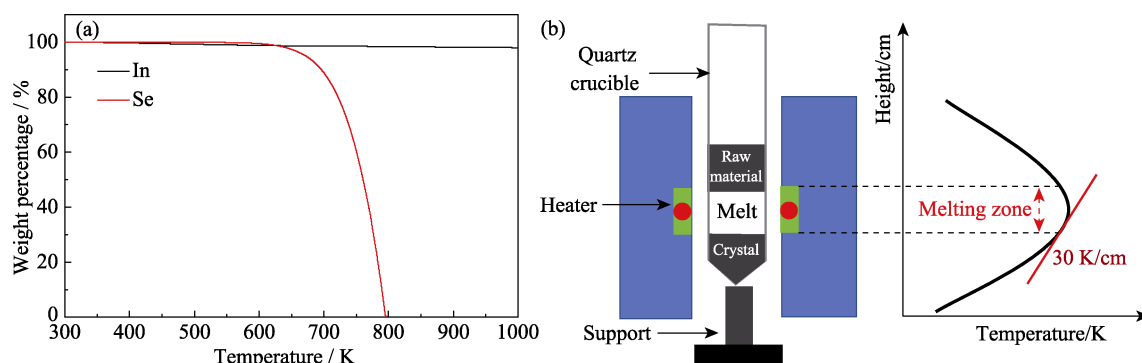 (a)
100
80
60
40
20
0
Weight percentage / %
In
Se
300
400
500
600
700
800
900
1000
Temperature / K
(b)
Quartz
crucible
Raw
material
Heater
Melt
Crystal
Support
Height/cm
Melting zone
30 K/cm
Temperature/K